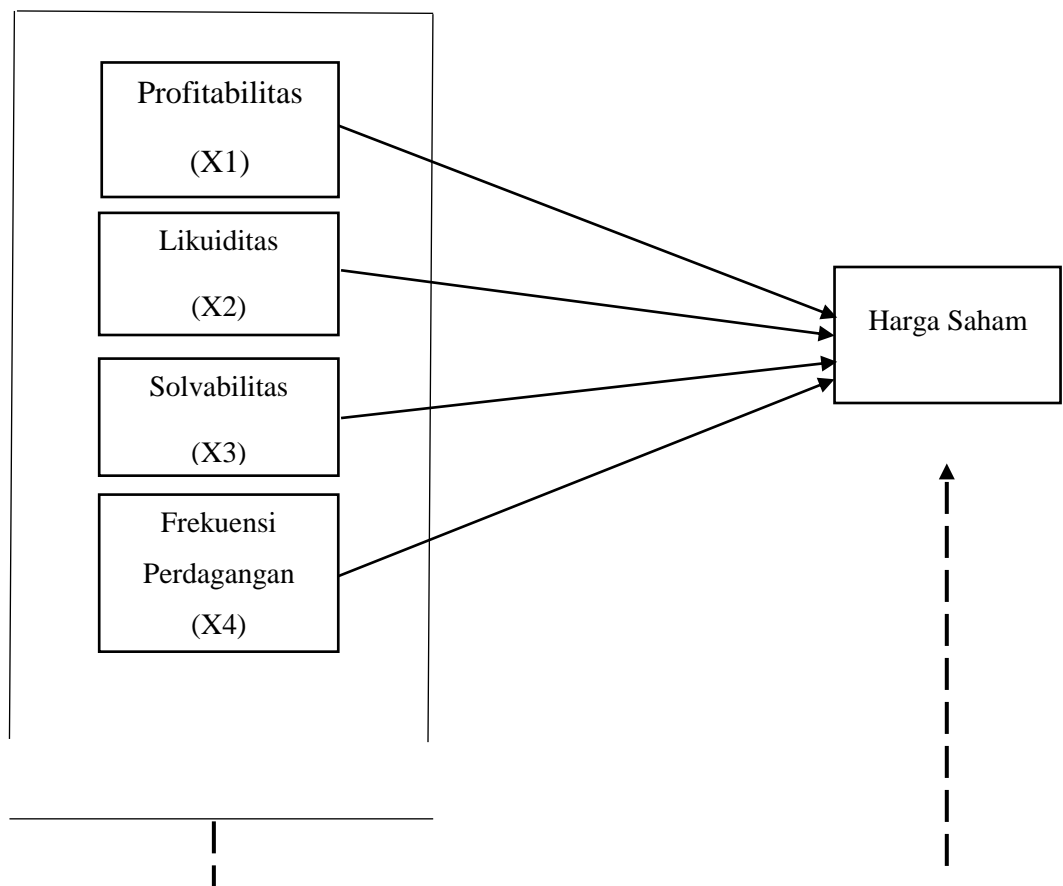 Profitabilitas
(X1)
Likuiditas
(X2)
Solvabilitas
(X3)
Frekuensi
Perdagangan
(X4)
Harga Saham